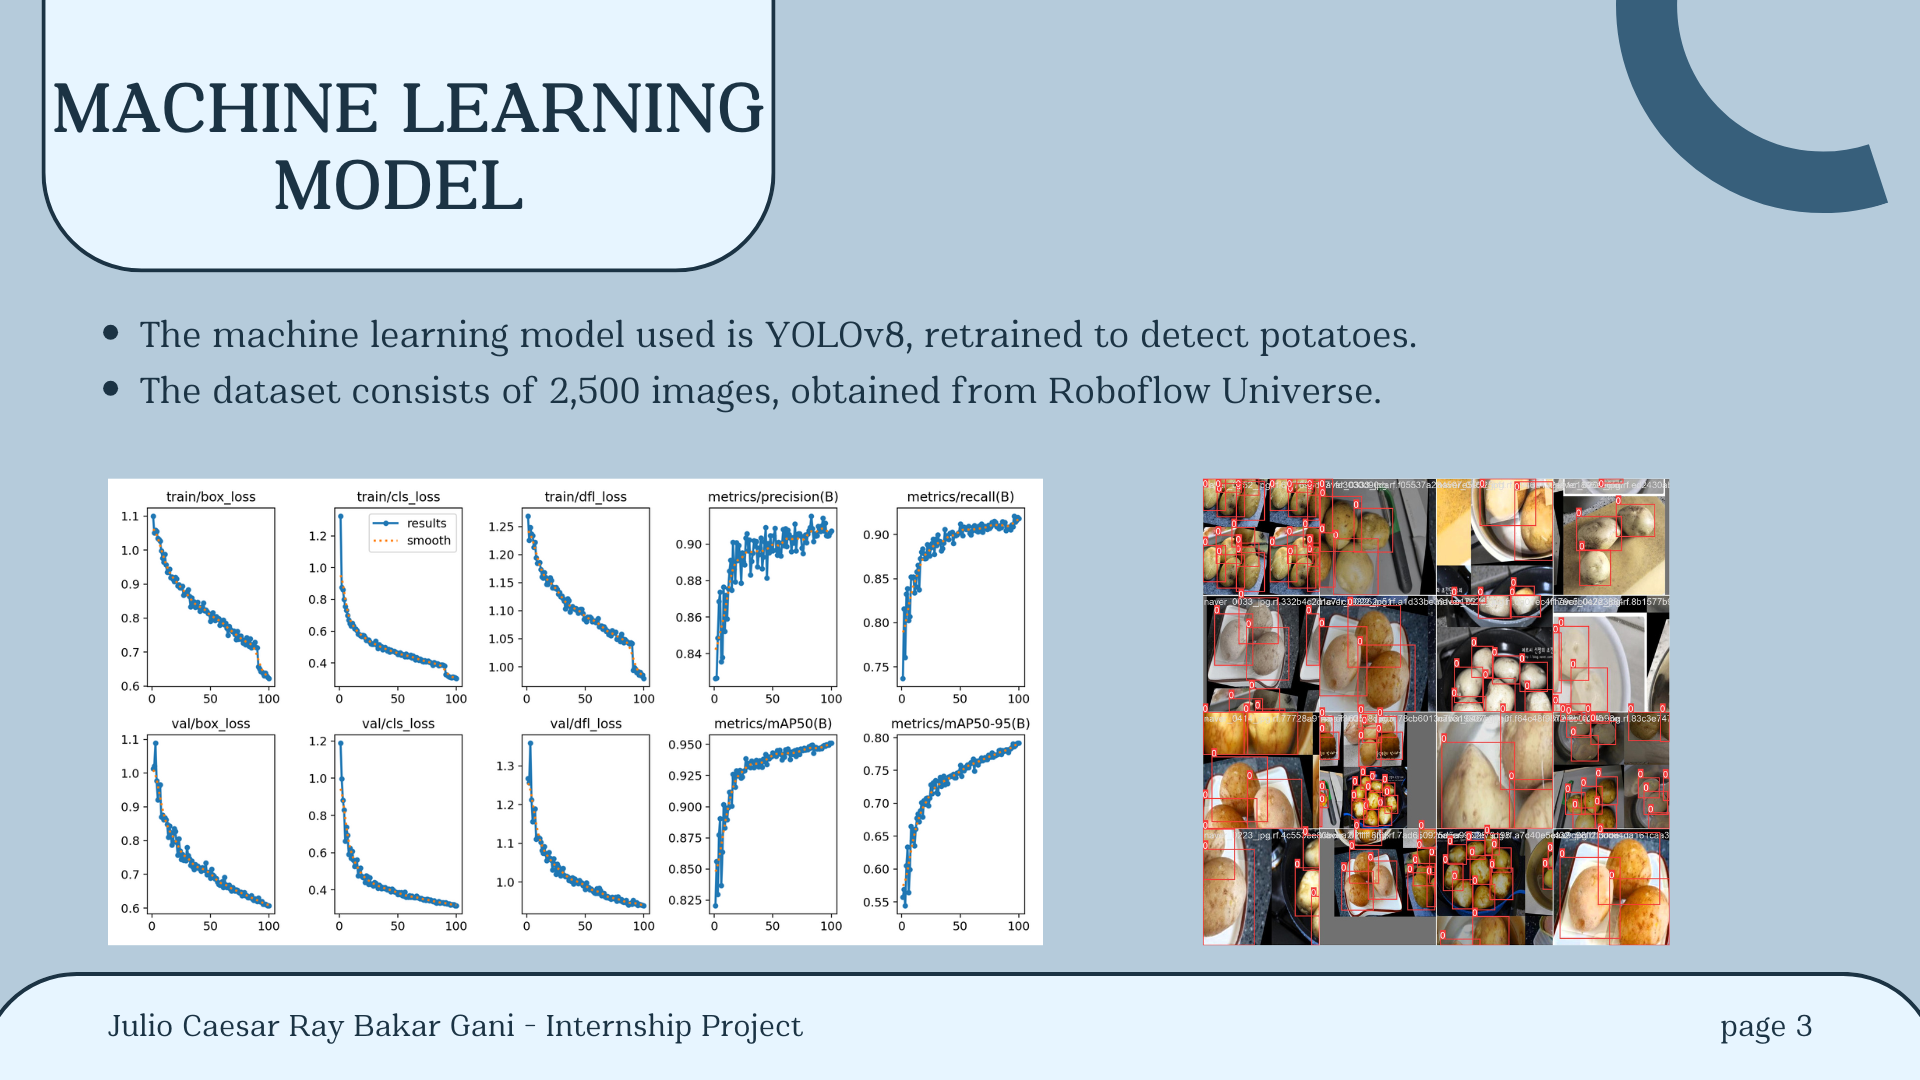 MACHINE LEARNING
MODEL
• The machine learning model used is YOLOv8, retrained to detect potatoes.
• The dataset consists of 2,500 images, obtained from Roboflow Universe.
train/box_loss
1.1
1.0
0.9
0.8
0.7
0.6
0 50 100
train/cls_loss
results
smooth
1.2
1.0
0.8
0.6
0.4
0 50 100
train/dfl_loss
1.25
1.20
1.15
1.10
1.05
1.00
0 50 100
metrics/precision(B)
0.90
0.88
0.86
0.84
0 50 100
metrics/recall(B)
0.90
0.85
0.80
0.75
0 50 100
val/box_loss
1.1
1.0
0.9
0.8
0.7
0.6
0 50 100
val/cls_loss
1.2
1.0
0.8
0.6
0.4
0 50 100
val/dfl_loss
1.3
1.2
1.1
1.0
0 50 100
metrics/mAP50(B)
0.950
0.925
0.900
0.875
0.850
0.825
0 50 100
metrics/mAP50-95(B)
0.80
0.75
0.70
0.65
0.60
0.55
0 50 100
Julio Caesar Ray Bakar Gani - Internship Project
page 3